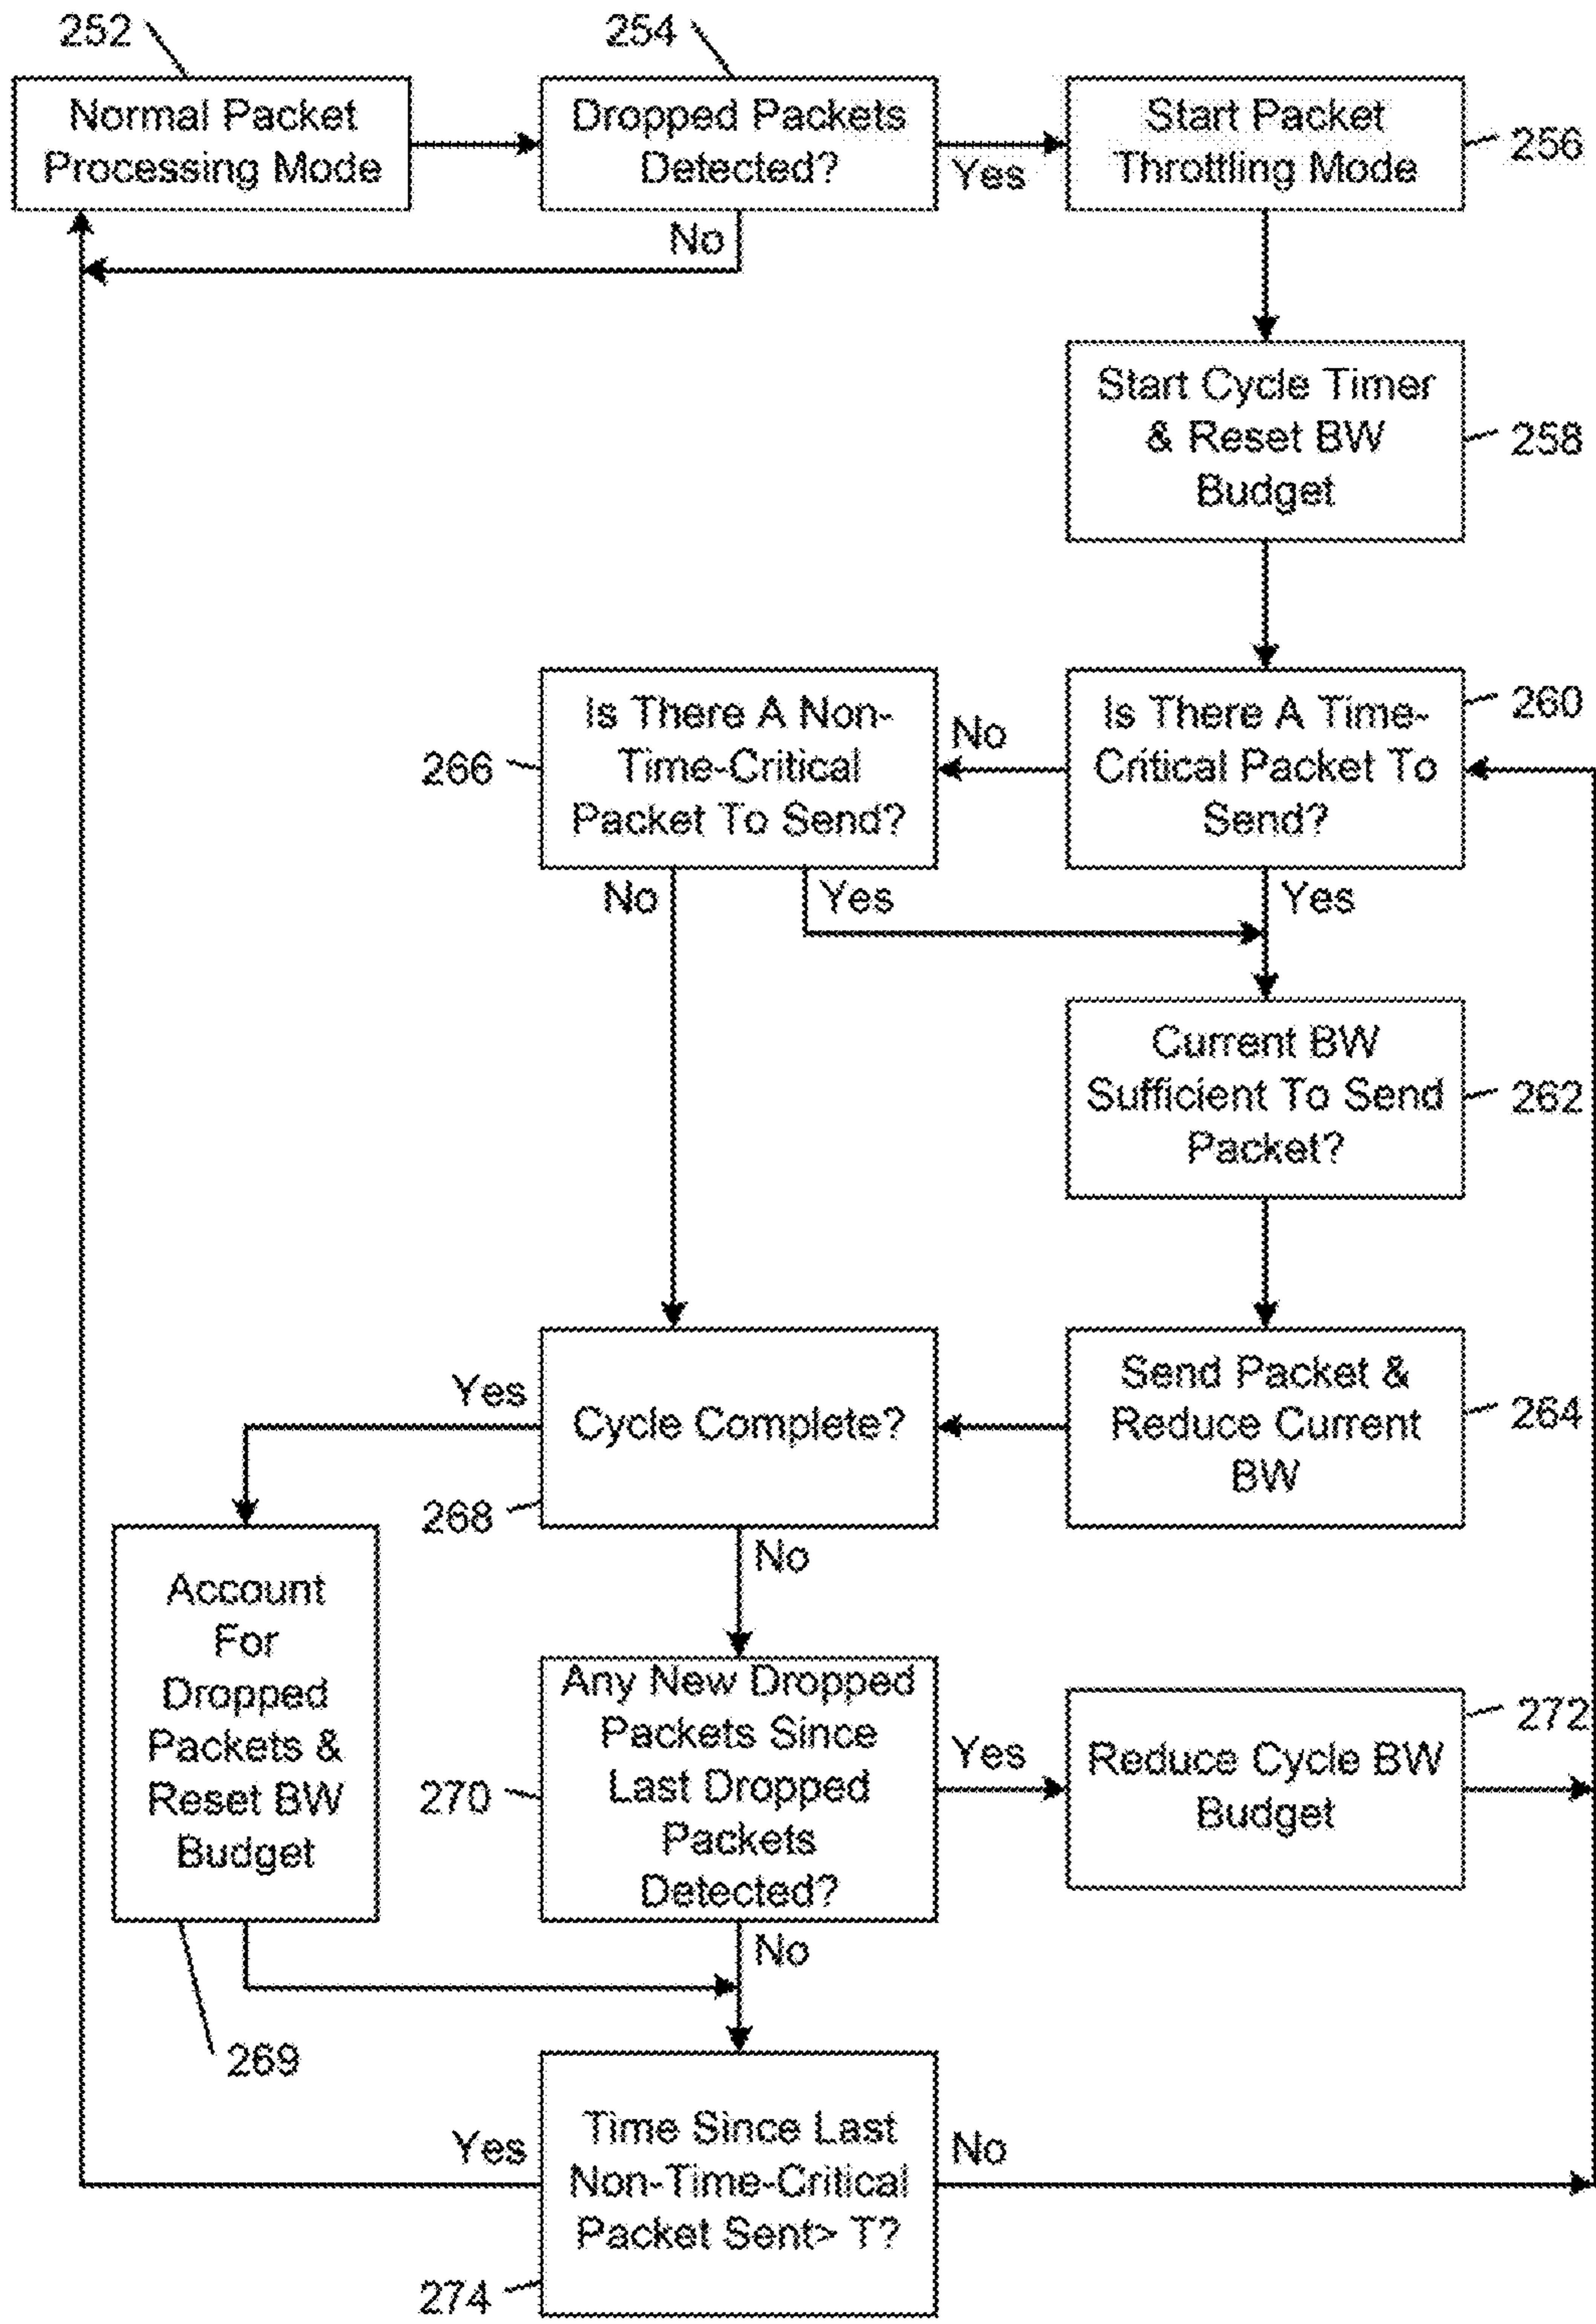 252
254
Normal Packet
Processing Mode
Dropped Packets
Detected?
Yes
Start Packet
Throttling Mode
256
No
Start Cycle Timer
& Reset BW
Budget
258
266
Is There A Non-
Time-Critical
Packet To Send?
No
Is There A Time-
Critical Packet To
Send?
260
No
Yes
Yes
Current BW
Sufficient To Send
Packet?
262
Yes
Cycle Complete?
268
Send Packet &
Reduce Current
BW
264
No
Account
For
Dropped
Packets &
Reset BW
Budget
269
270
Any New Dropped
Packets Since
Last Dropped
Packets
Detected?
Yes
Reduce Cycle BW
Budget
272
No
Yes
Time Since Last
Non-Time-Critical
Packet Sent> T?
No
274